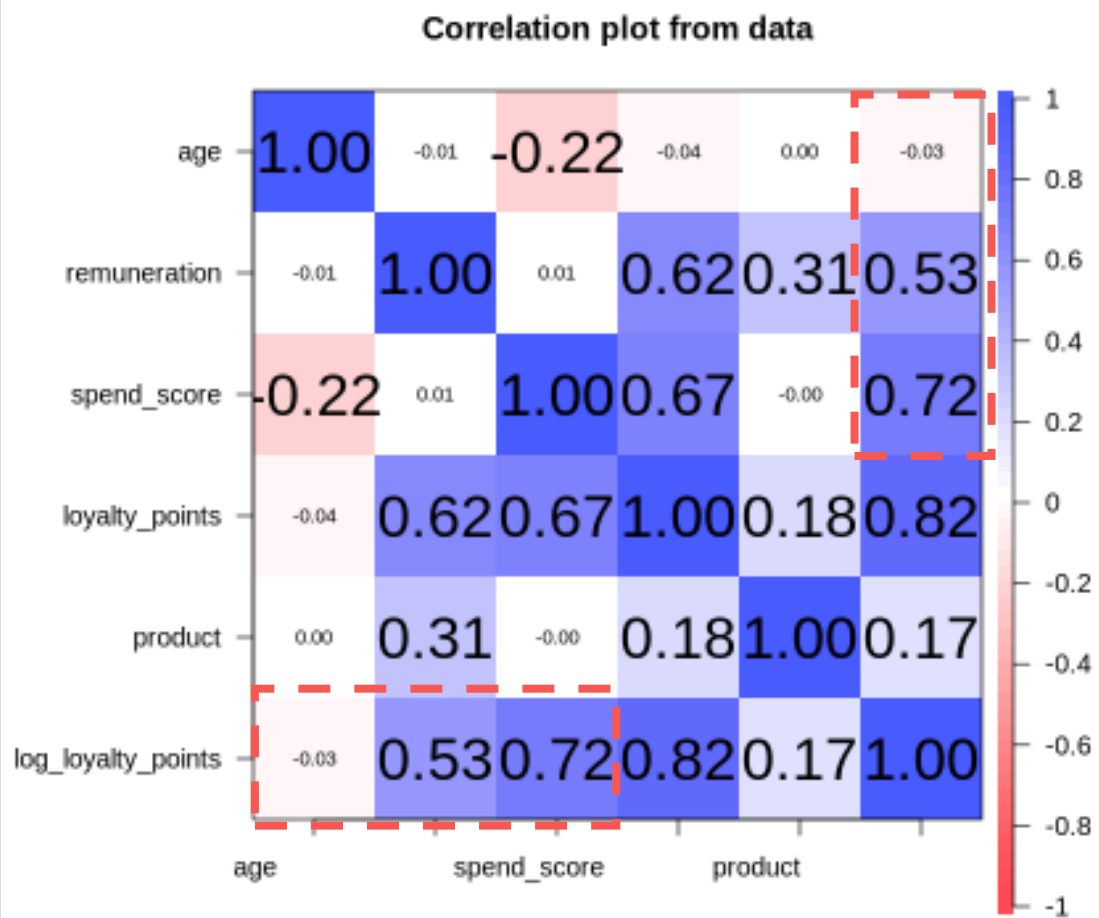 Correlation plot from data
age 1.00 -0.01 -0.22 -0.04 0.00 -0.03
remuneration -0.01 1.00 0.01 0.62 0.31 0.53
spend_score -0.22 0.01 1.00 0.67 -0.00 0.72
loyalty_points -0.04 0.62 0.67 1.00 0.18 0.82
product 0.00 0.31 -0.00 0.18 1.00 0.17
log_loyalty_points -0.03 0.53 0.72 0.82 0.17 1.00
age spend_score product
1
0.8
0.6
0.4
0.2
0
-0.2
-0.4
-0.6
-0.8
-1